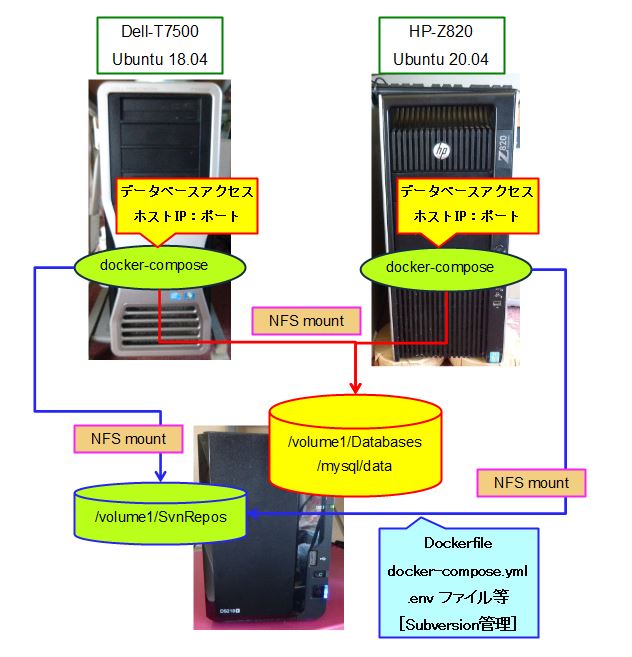 Dell-T7500
Ubuntu 18.04
HP-Z820
Ubuntu 20.04
hp
Z820
データベースアクセス
ホストIP：ポート
データベースアクセス
ホストIP：ポート
docker-compose
docker-compose
NFS mount
/volume1/Databases
/mysql/data
NFS mount
NFS mount
/volume1/SvnRepos
Dockerfile
docker-compose.yml
.env ファイル等
[Subversion管理]